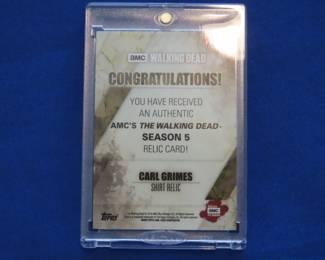 AMC WALKING DEAD
CONGRATULATIONS!
YOU HAVE RECEIVED
AN AUTHENTIC
AMC'S THE WALKING DEAD
SEASON 5
RELIC CARD!
CARL GRIMES
SHIRT RELIC
TOPPS
AMC